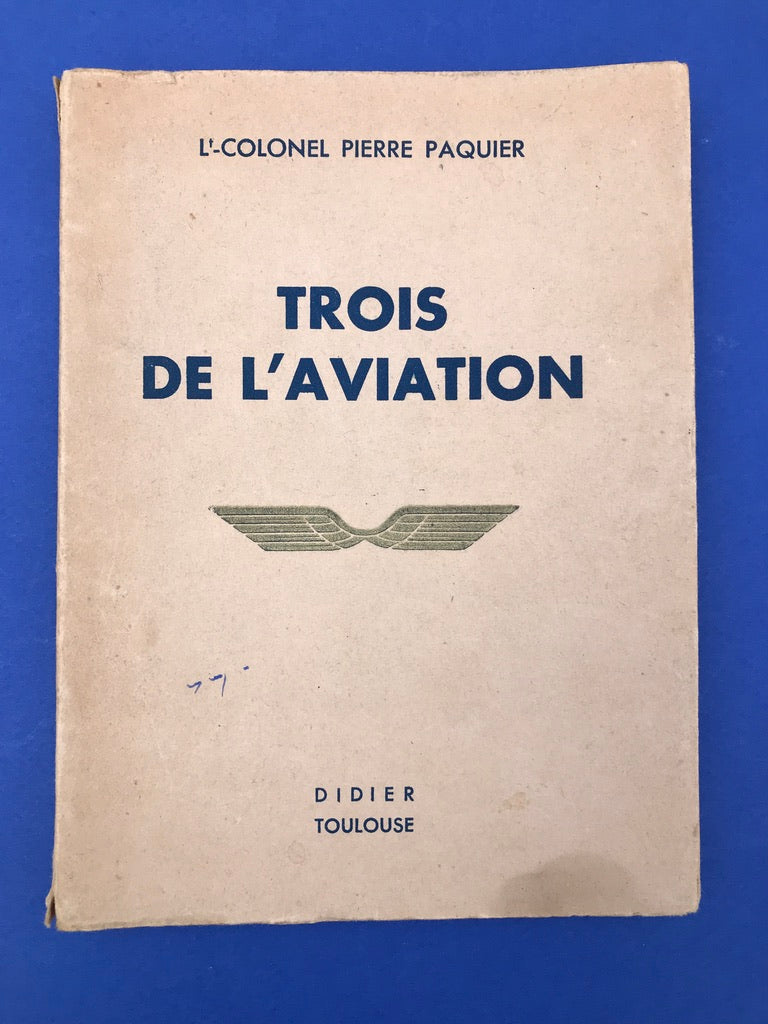 Lᵗ-COLONEL PIERRE PAQUIER
TROIS
DE L'AVIATION
DIDIER
TOULOUSE